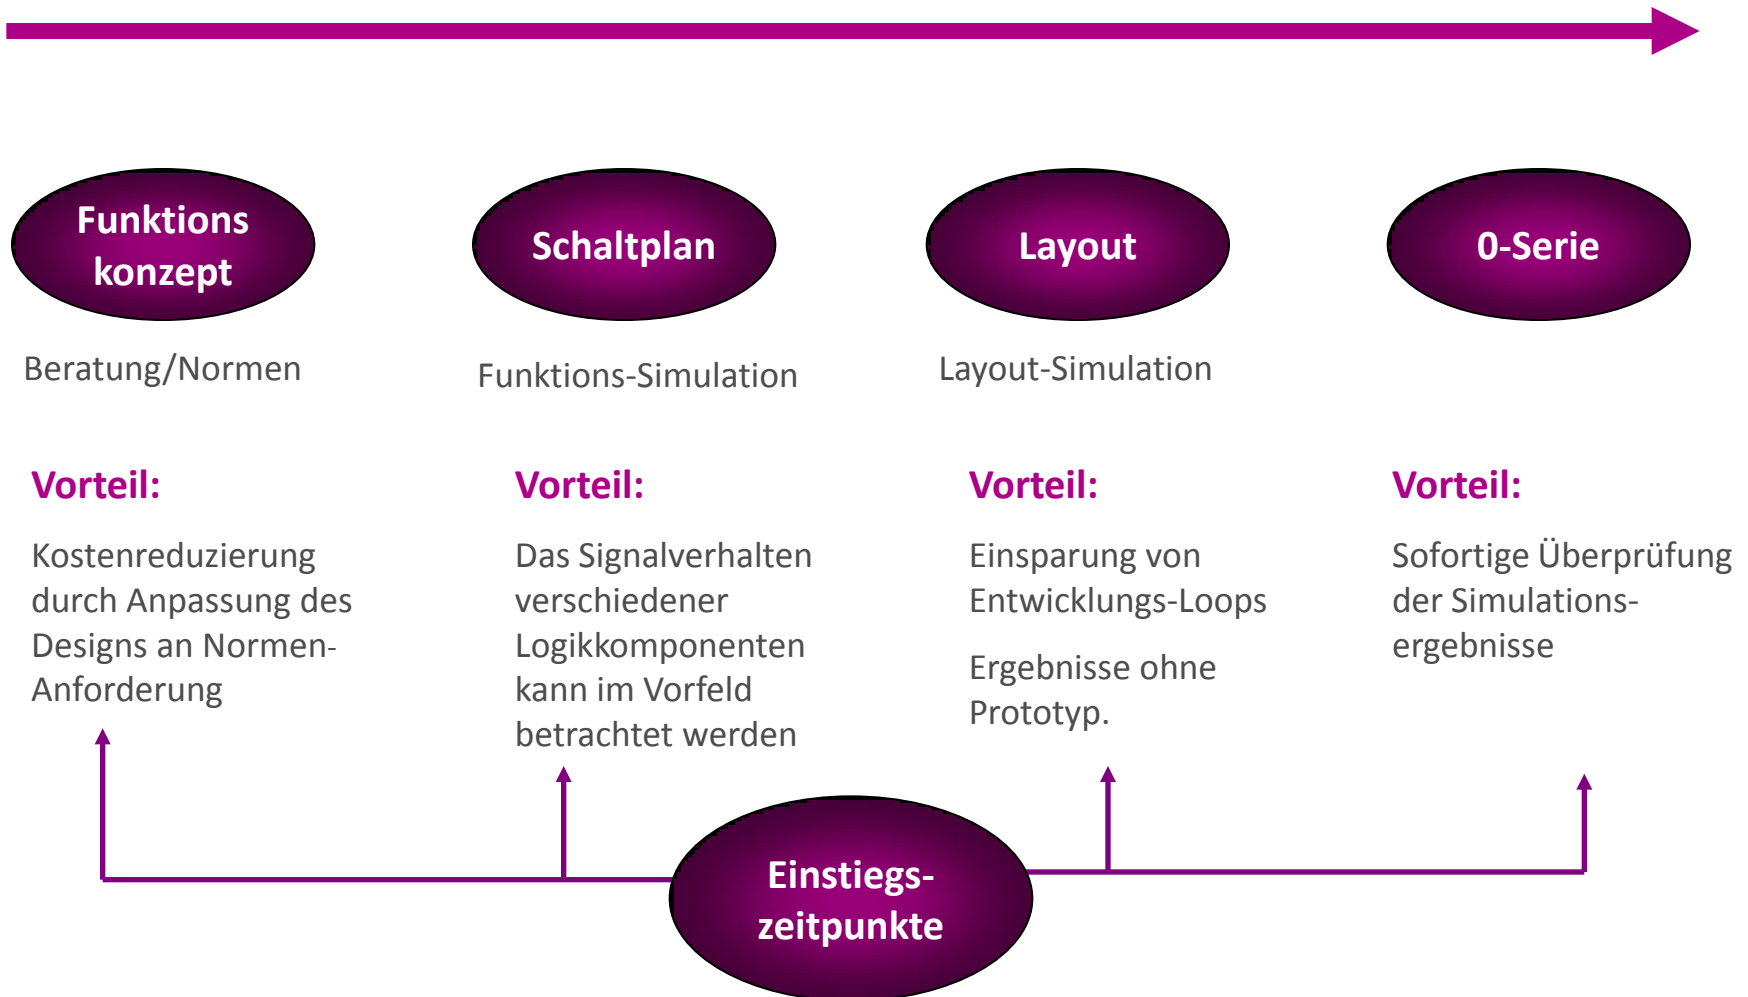 Funktions
konzept
Schaltplan
Layout
0-Serie
Beratung/Normen
Funktions-Simulation
Layout-Simulation
Vorteil:
Kostenreduzierung
durch Anpassung des
Designs an Normen-
Anforderung
Vorteil:
Das Signalverhalten
verschiedener
Logikkomponenten
kann im Vorfeld
betrachtet werden
Vorteil:
Einsparung von
Entwicklungs-Loops
Ergebnisse ohne
Prototyp.
Vorteil:
Sofortige Überprüfung
der Simulations-
ergebnisse
Einstiegs-
zeitpunkte